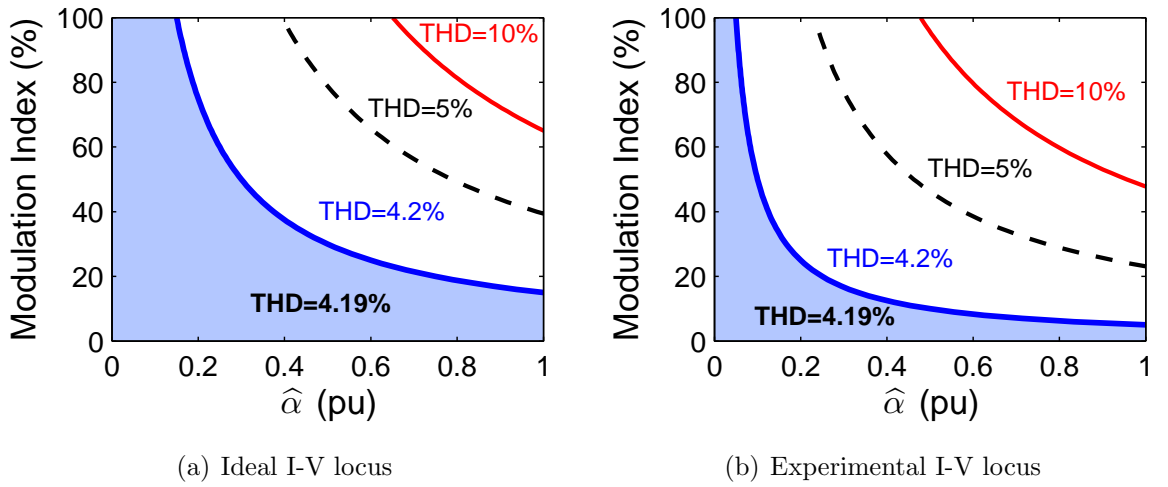 Modulation Index (%)
100
80
60
40
20
0
THD=10%
THD=5%
THD=4.2%
THD=4.19%
0 0.2 0.4 0.6 0.8 1
α̂ (pu)
(a) Ideal I-V locus
Modulation Index (%)
100
80
60
40
20
0
THD=10%
THD=5%
THD=4.2%
THD=4.19%
0 0.2 0.4 0.6 0.8 1
α̂ (pu)
(b) Experimental I-V locus